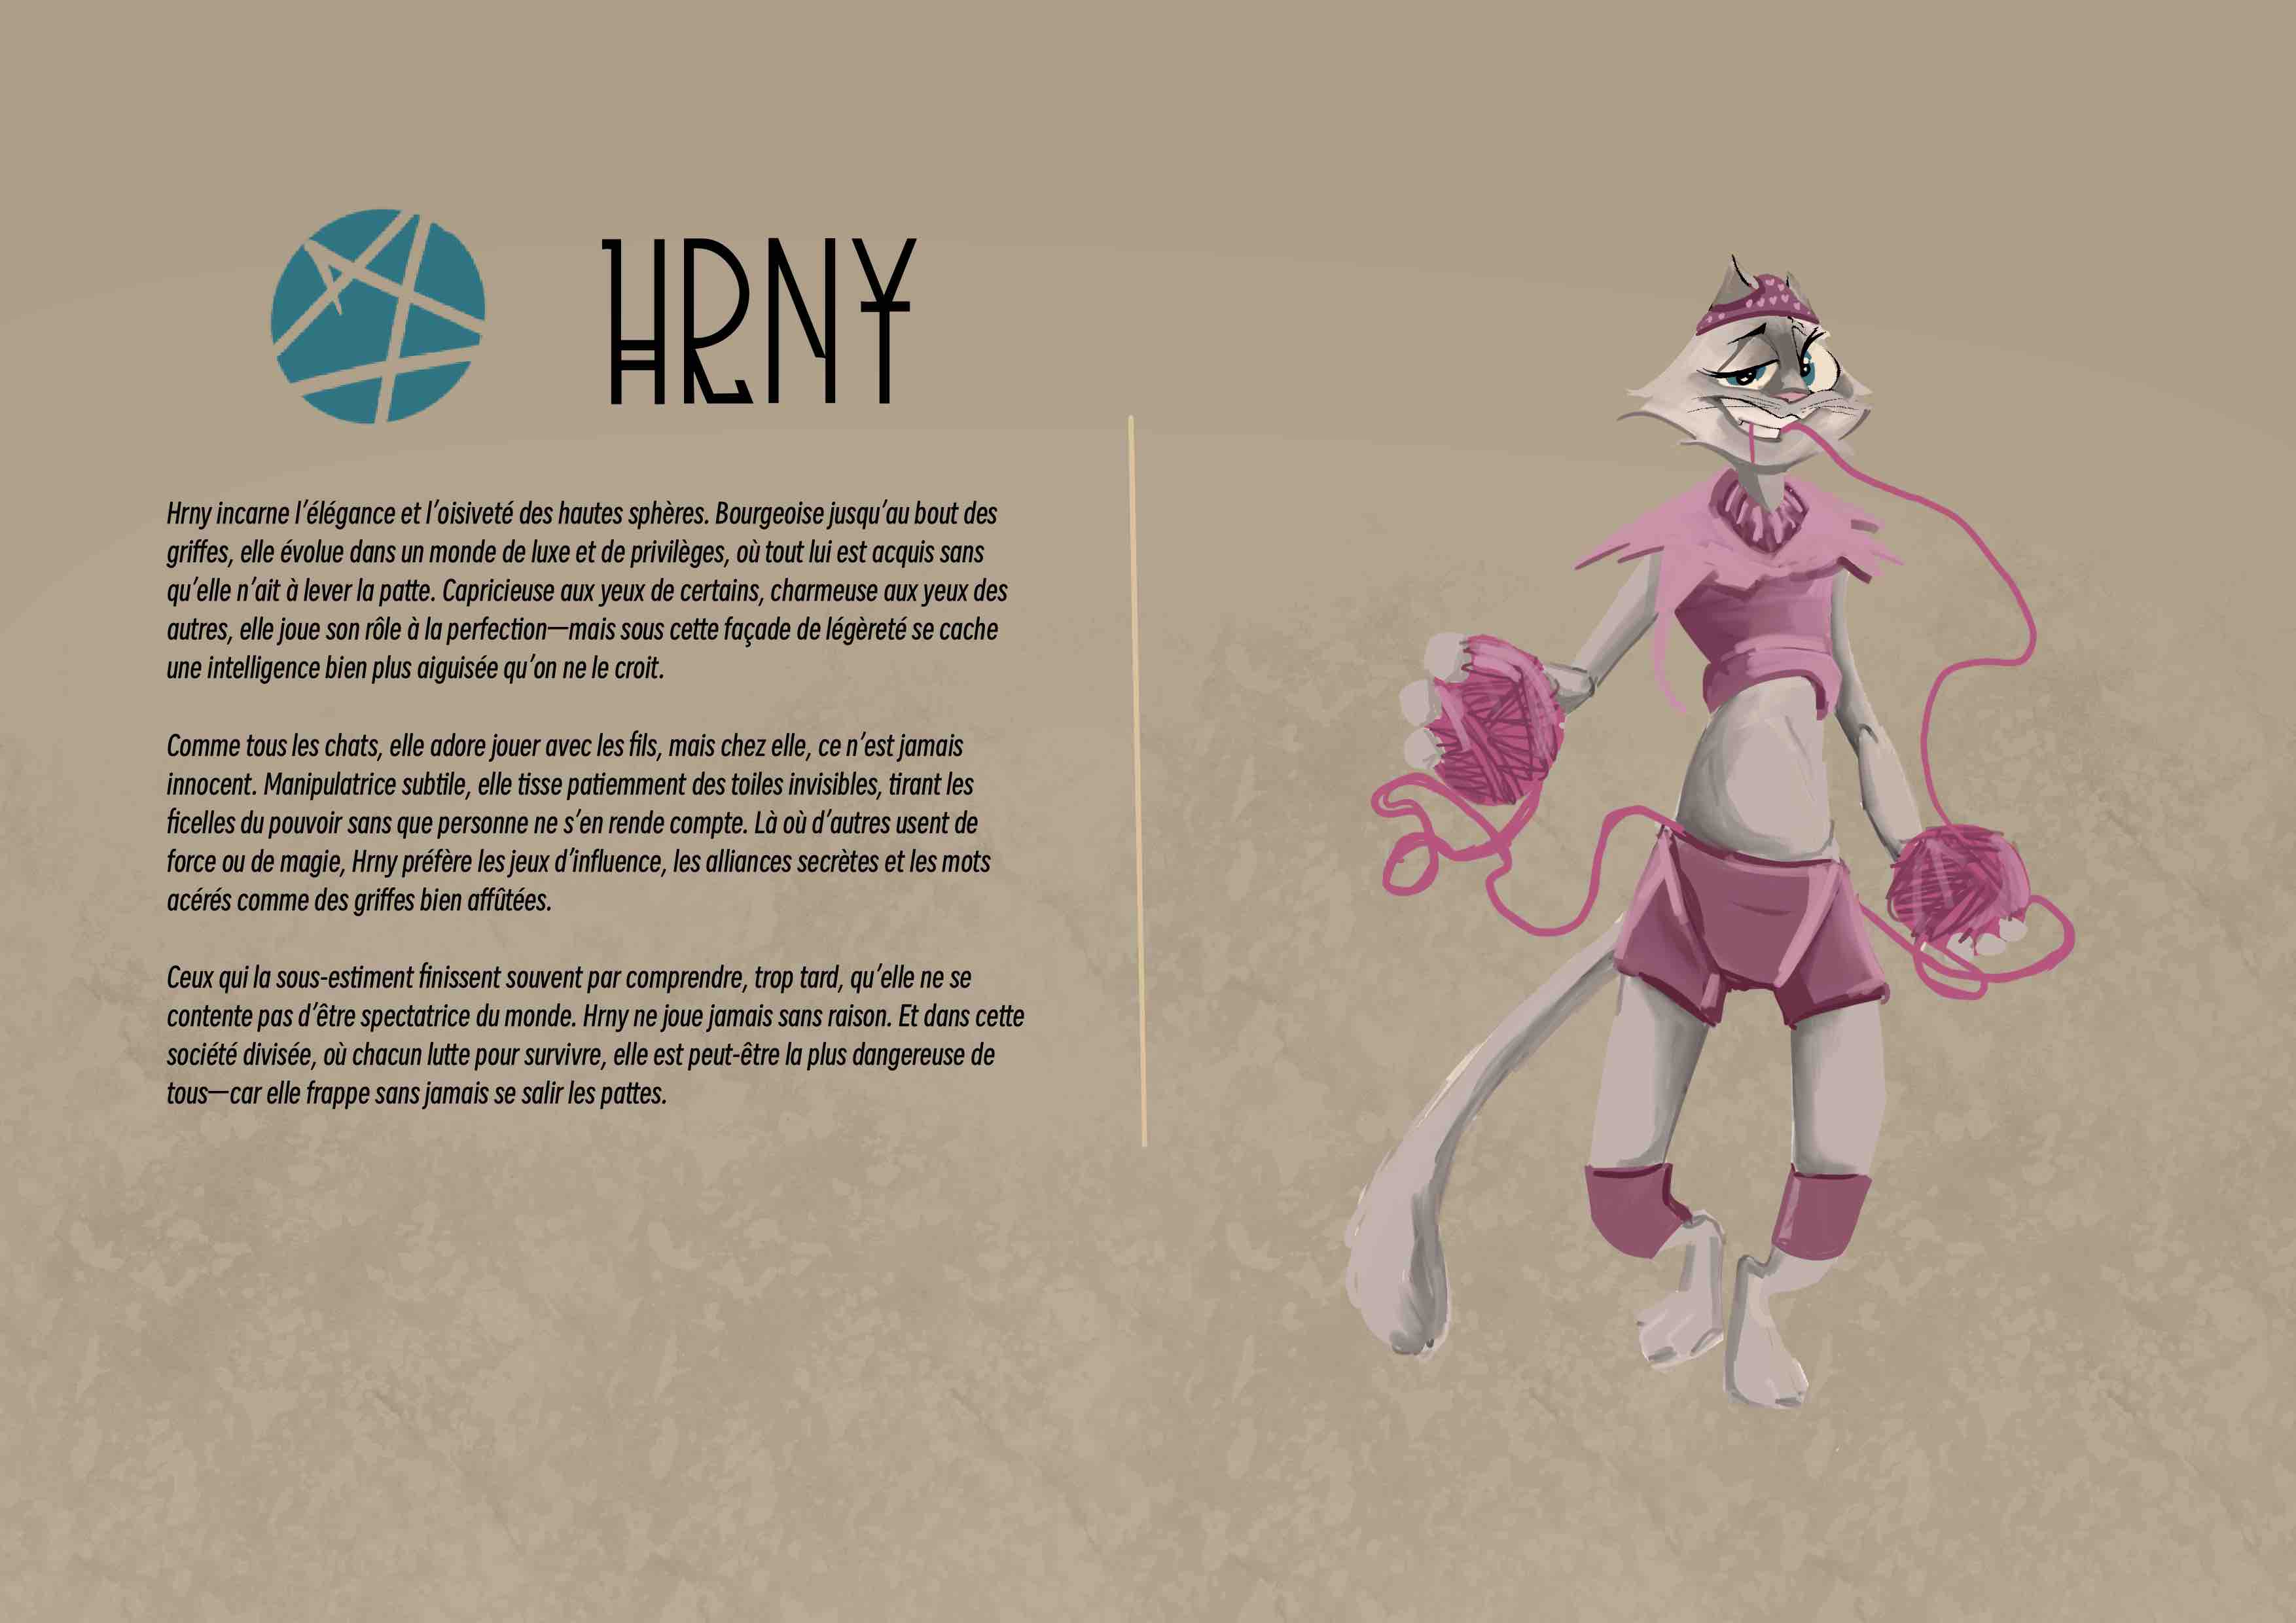 HRNY
Hrny incarne l’élégance et l’oisiveté des hautes sphères. Bourgeoise jusqu’au bout des
griffes, elle évolue dans un monde de luxe et de privilèges, où tout lui est acquis sans
qu’elle n’ait à lever la patte. Capricieuse aux yeux de certains, charmeuse aux yeux des
autres, elle joue son rôle à la perfection—mais sous cette façade de légèreté se cache
une intelligence bien plus aiguisée qu’on ne le croit.
Comme tous les chats, elle adore jouer avec les fils, mais chez elle, ce n’est jamais
innocent. Manipulatrice subtile, elle tisse patiemment des toiles invisibles, tirant les
ficelles du pouvoir sans que personne ne s’en rende compte. Là où d’autres usent de
force ou de magie, Hrny préfère les jeux d’influence, les alliances secrètes et les mots
acérés comme des griffes bien affûtées.
Ceux qui la sous-estiment finissent souvent par comprendre, trop tard, qu’elle ne se
contente pas d’être spectatrice du monde. Hrny ne joue jamais sans raison. Et dans cette
société divisée, où chacun lutte pour survivre, elle est peut-être la plus dangereuse de
tous—car elle frappe sans jamais se salir les pattes.